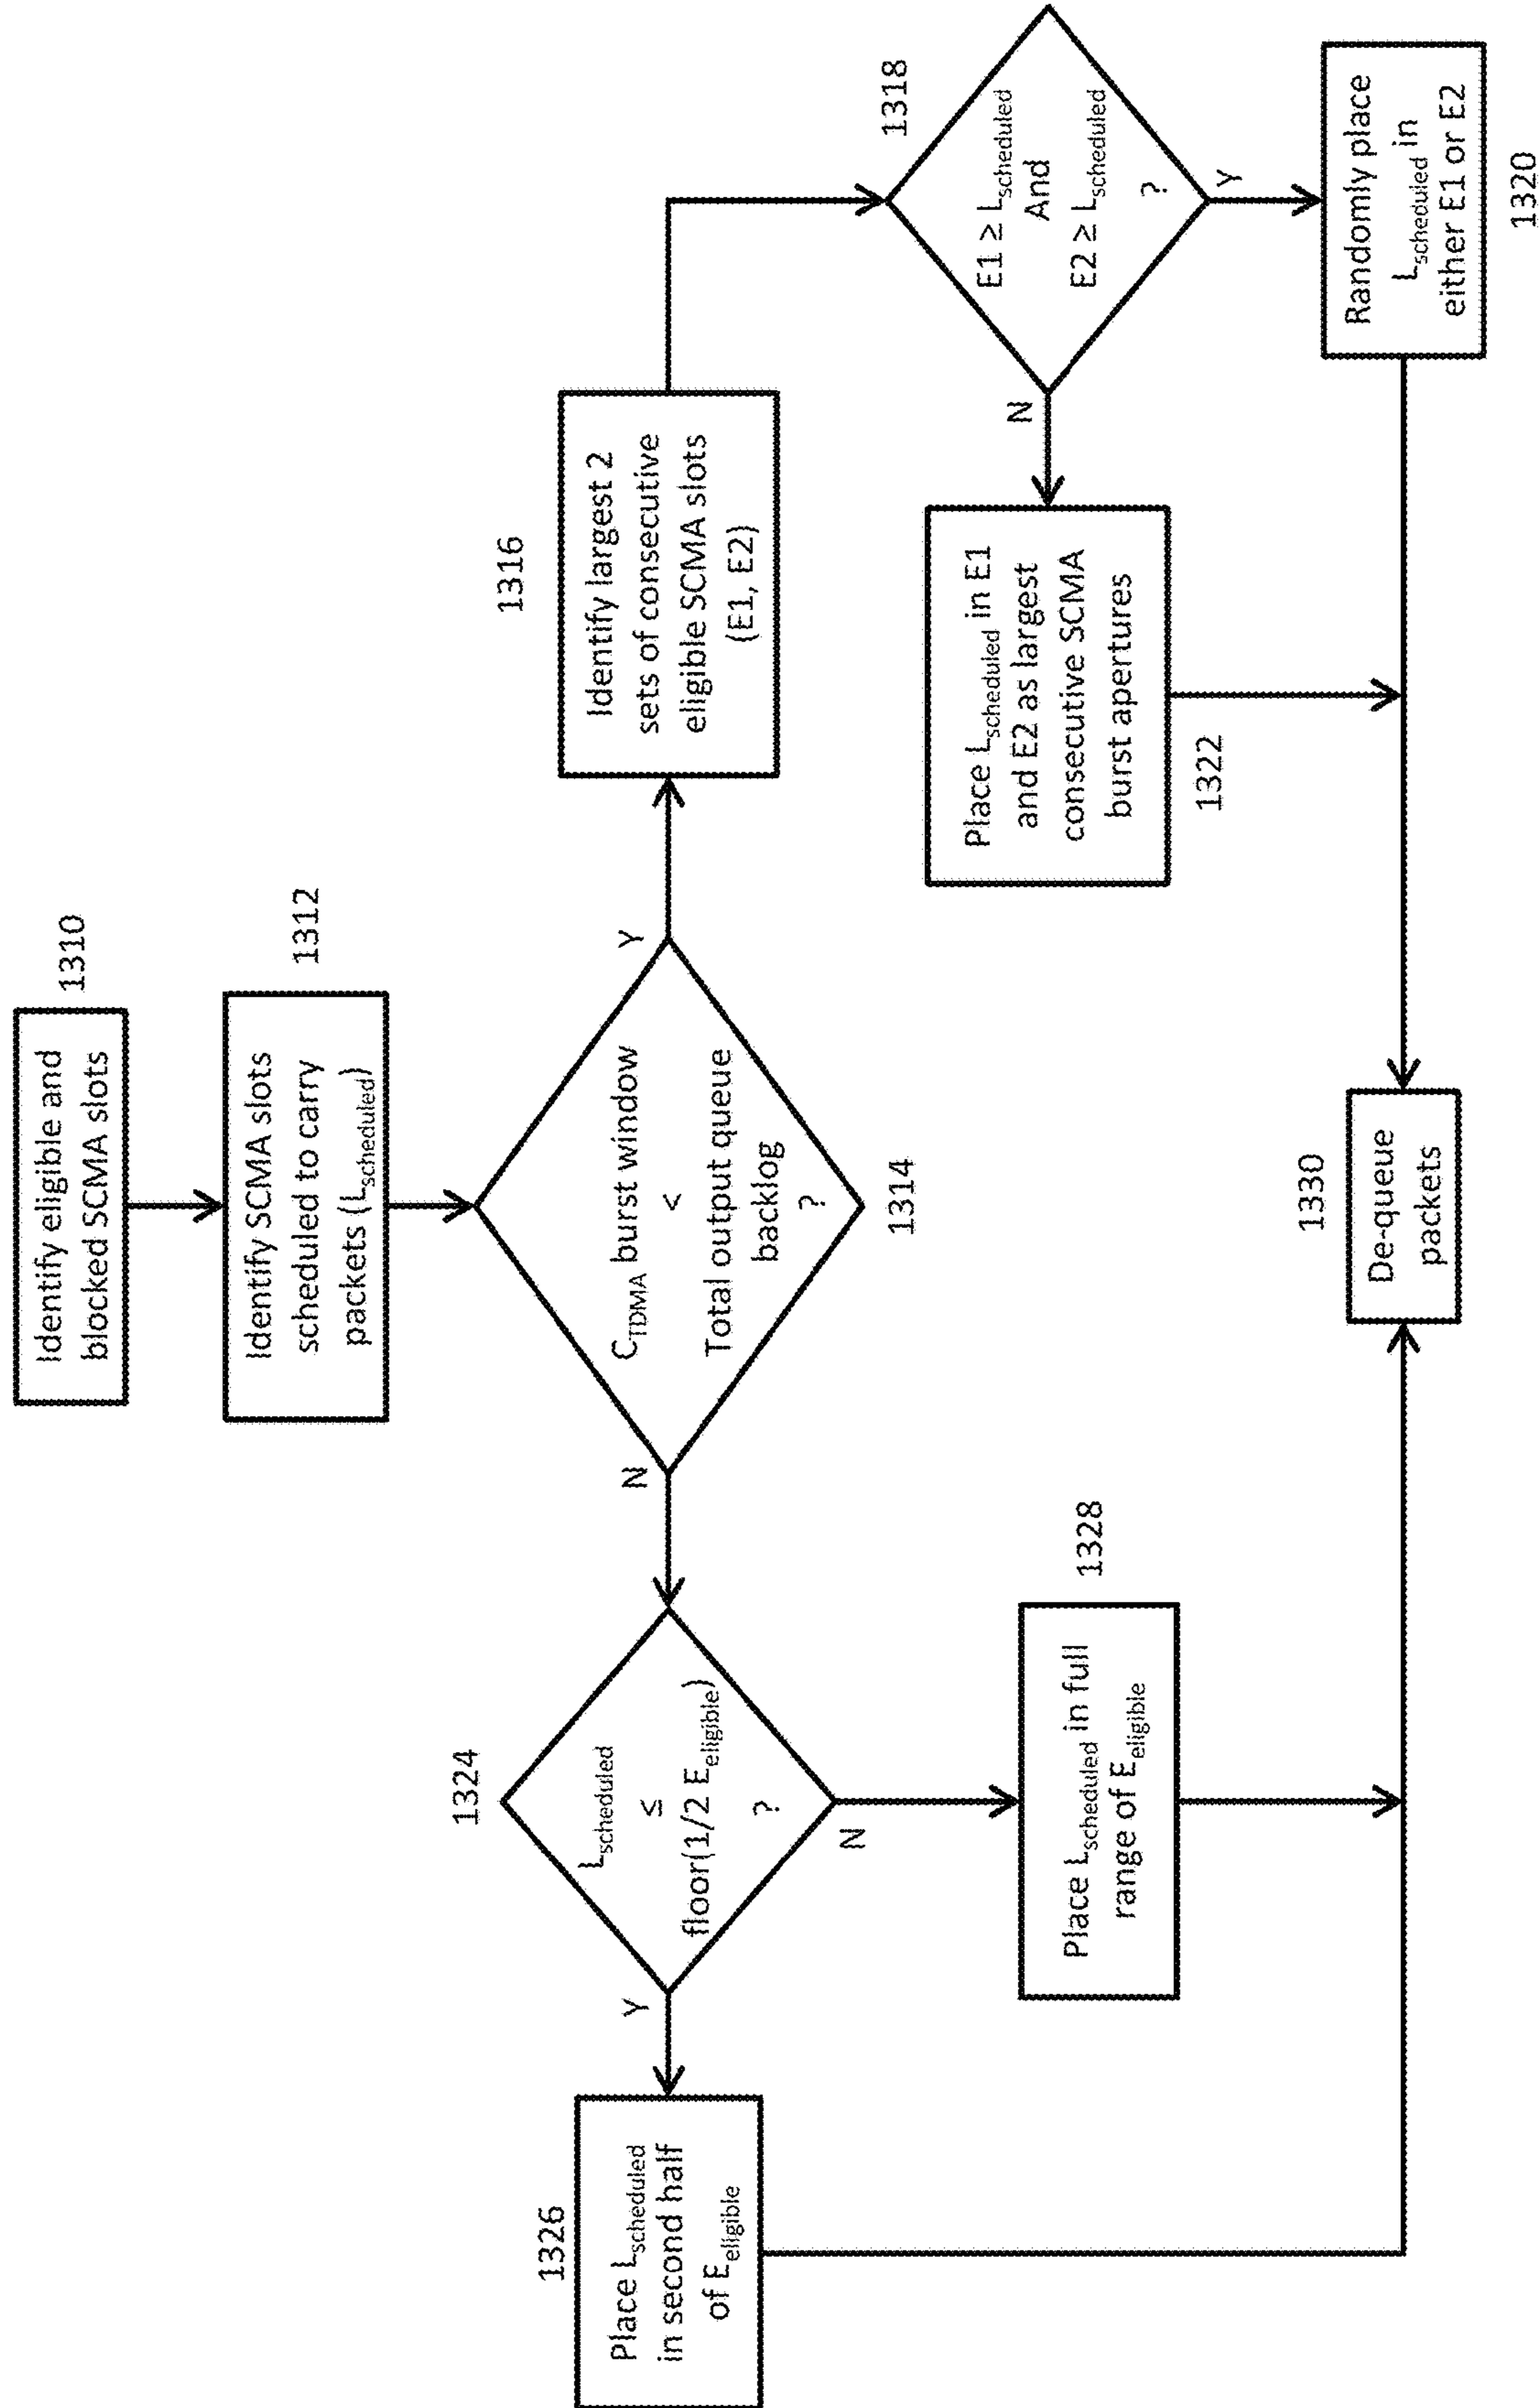 1310
Identify eligible and
blocked SCMA slots
1312
Identify SCMA slots
scheduled to carry
packets (Lscheduled)
CTDMA burst window
<
Total output queue
backlog
?
1314
Y
N
1316
Identify largest 2
sets of consecutive
eligible SCMA slots
(E1, E2)
1318
E1 ≥ Lscheduled
And
E2 ≥ Lscheduled
?
N
Y
Place Lscheduled in E1
and E2 as largest
consecutive SCMA
burst apertures
1322
Randomly place
Lscheduled in
either E1 or E2
1320
1324
Lscheduled
≤
floor(1/2 Eeligible)
?
Y
N
1326
Place Lscheduled
in second half
of Eeligible
1328
Place Lscheduled in full
range of Eeligible
1330
De-queue
packets